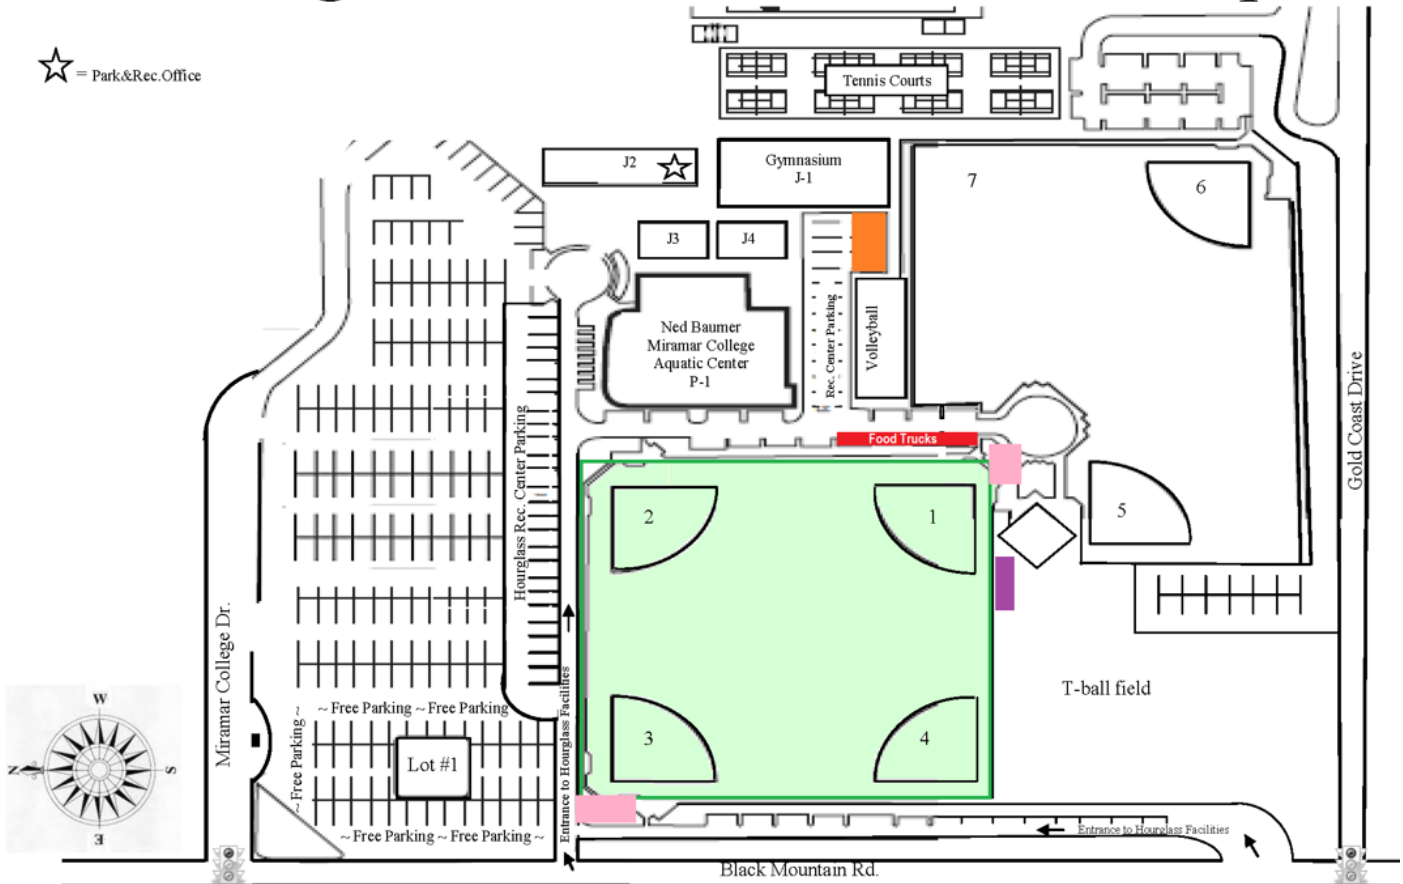 = Park&Rec.Office
Tennis Courts
J2
Gymnasium
J-1
7
6
J3
J4
Ned Baumer
Miramar College
Aquatic Center
P-1
Rec. Center Parking
Volleyball
Gold Coast Drive
Food Trucks
Hourglass Rec. Center Parking
2
1
5
Miramar College Dr.
Entrance to Hourglass Facilities
T-ball field
~ Free Parking ~ Free Parking
~ Free Parking ~
3
4
Lot #1
W
N
S
E
~ Free Parking ~ Free Parking ~
Entrance to Hourglass Facilities
Black Mountain Rd.